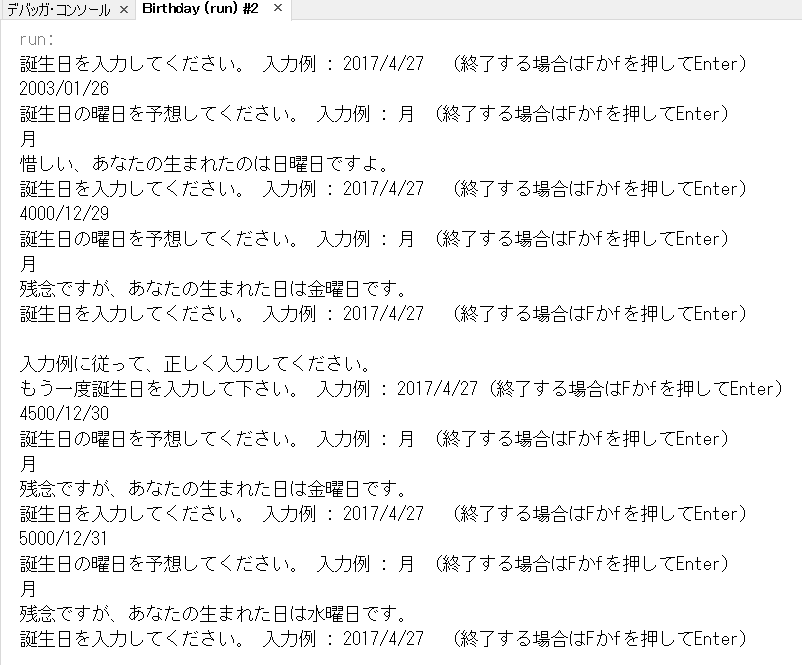 デバッガ・コンソール × Birthday (run) #2 ×
run:
誕生日を入力してください。 入力例 : 2017/4/27 (終了する場合はFかfを押してEnter)
2003/01/26
誕生日の曜日を予想してください。 入力例 : 月 (終了する場合はFかfを押してEnter)
月
惜しい、あなたの生まれたのは日曜日ですよ。
誕生日を入力してください。 入力例 : 2017/4/27 (終了する場合はFかfを押してEnter)
4000/12/29
誕生日の曜日を予想してください。 入力例 : 月 (終了する場合はFかfを押してEnter)
月
残念ですが、あなたの生まれた日は金曜日です。
誕生日を入力してください。 入力例 : 2017/4/27 (終了する場合はFかfを押してEnter)
入力例に従って、正しく入力してください。
もう一度誕生日を入力して下さい。 入力例 : 2017/4/27 (終了する場合はFかfを押してEnter)
4500/12/30
誕生日の曜日を予想してください。 入力例 : 月 (終了する場合はFかfを押してEnter)
月
残念ですが、あなたの生まれた日は金曜日です。
誕生日を入力してください。 入力例 : 2017/4/27 (終了する場合はFかfを押してEnter)
5000/12/31
誕生日の曜日を予想してください。 入力例 : 月 (終了する場合はFかfを押してEnter)
月
残念ですが、あなたの生まれた日は水曜日です。
誕生日を入力してください。 入力例 : 2017/4/27 (終了する場合はFかfを押してEnter)